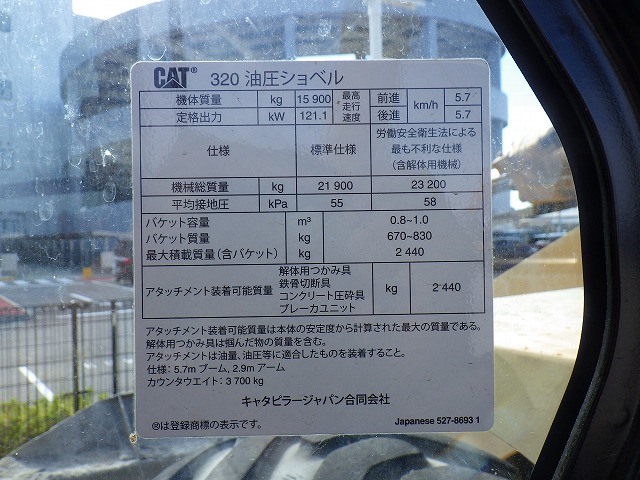 CAT® 320 油圧ショベル
機体質量 kg 15 900 最高走行速度 前進 km/h 5.7
定格出力 kW 121.1 後進 5.7
仕様 標準仕様 労働安全衛生法による
最も不利な仕様
(含解体用機械)
機械総質量 kg 21 900 23 200
平均接地圧 kPa 55 58
バケット容量 m³ 0.8~1.0
バケット質量 kg 670~830
最大積載質量(含バケット) kg 2 440
アタッチメント装着可能質量 解体用つかみ具 kg 2 440
鉄骨切断具
コンクリート圧砕具
ブレーカユニット
アタッチメント装着可能質量は本体の安定度から計算された最大の質量である。
解体用つかみ具は掴んだ物の質量を含む。
アタッチメントは油量、油圧等に適合したものを装着すること。
仕様: 5.7m ブーム, 2.9m アーム
カウンタウエイト: 3 700 kg
キャタピラージャパン合同会社
®は登録商標の表示です。 Japanese 527-8693 1